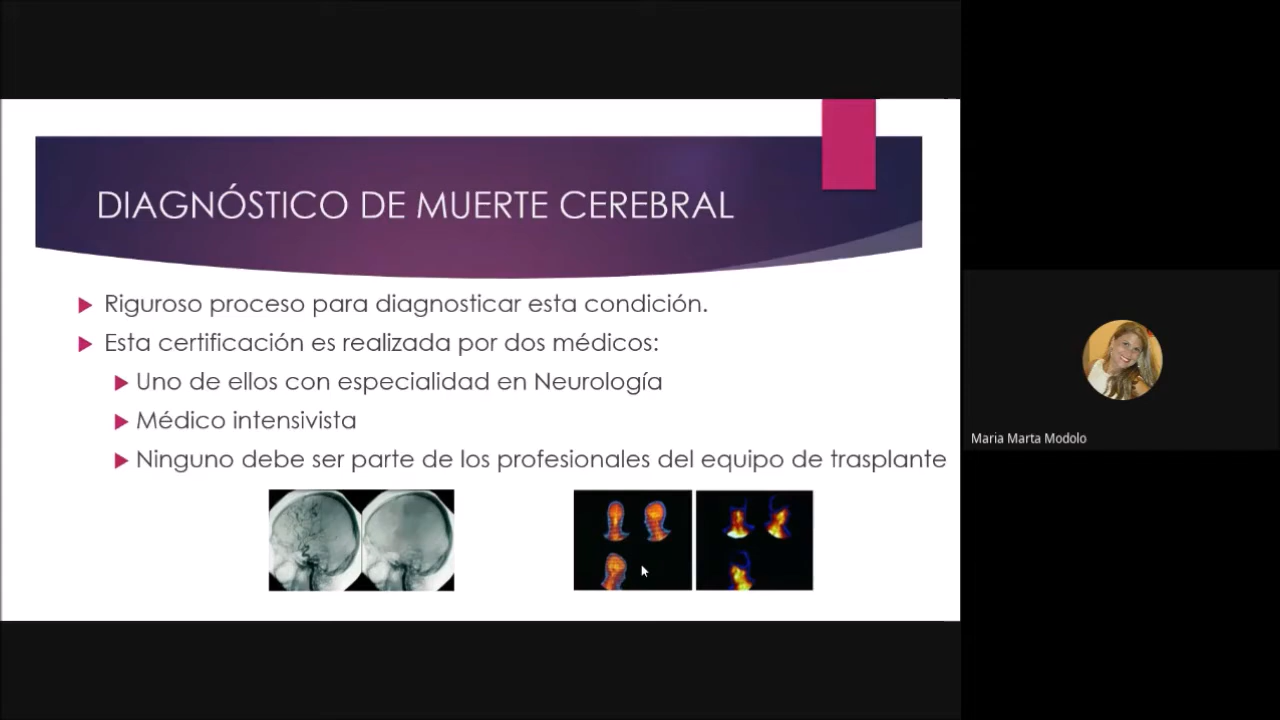 DIAGNÓSTICO DE MUERTE CEREBRAL
Riguroso proceso para diagnosticar esta condición.
Esta certificación es realizada por dos médicos:
Uno de ellos con especialidad en Neurología
Médico intensivista
Ninguno debe ser parte de los profesionales del equipo de trasplante
Maria Marta Modolo